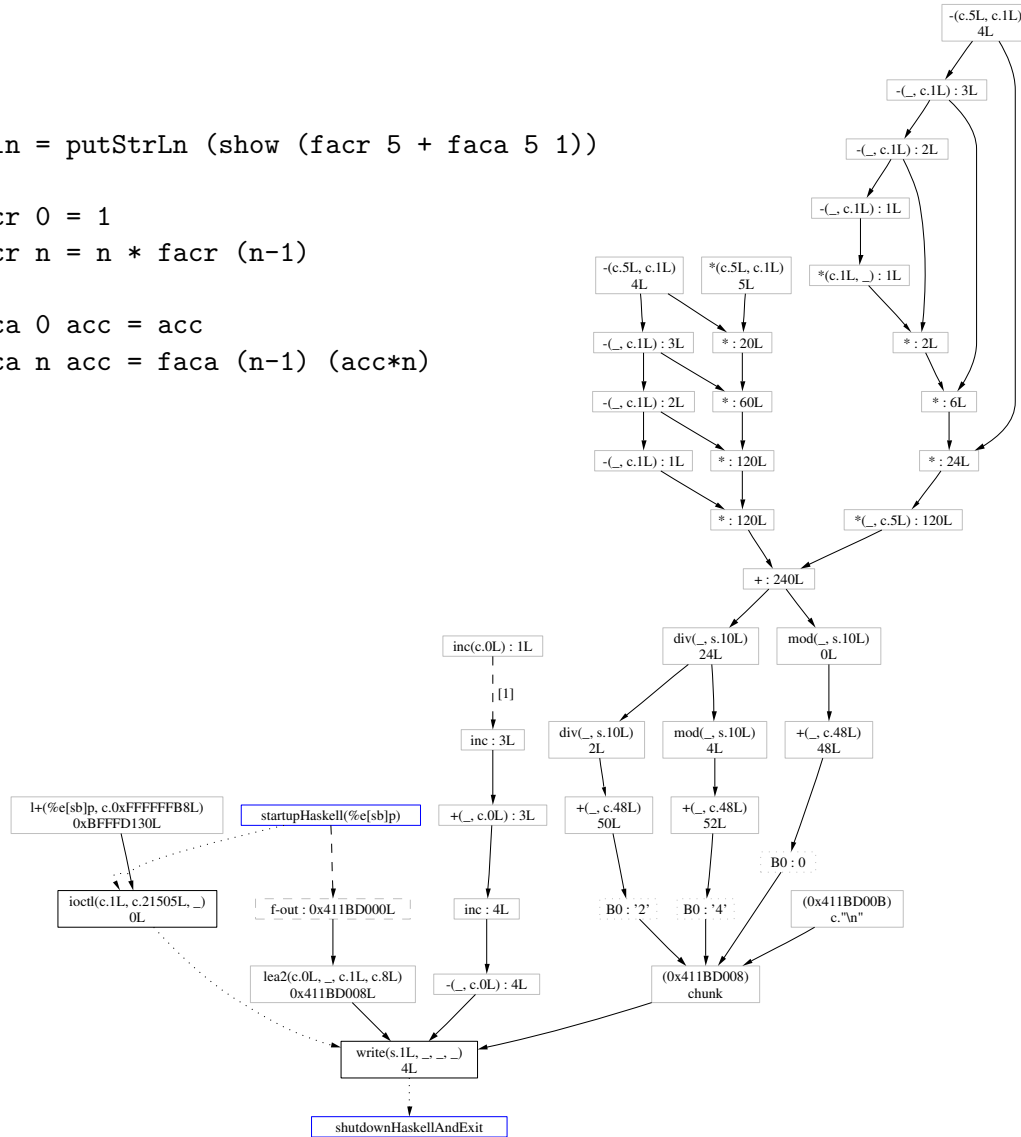 -(c.5L, c.1L)
4L
-(_, c.1L) : 3L
in = putStrLn (show (facr 5 + faca 5 1))
-(_, c.1L) : 2L
cr 0 = 1
-(_, c.1L) : 1L
cr n = n * facr (n-1)
-(c.5L, c.1L)
4L
*(c.5L, c.1L)
5L
*(c.1L, _) : 1L
ca 0 acc = acc
-(_, c.1L) : 3L
* : 20L
* : 2L
ca n acc = faca (n-1) (acc*n)
-(_, c.1L) : 2L
* : 60L
* : 6L
-(_, c.1L) : 1L
* : 120L
* : 24L
* : 120L
*(_, c.5L) : 120L
+ : 240L
inc(c.0L) : 1L
div(_, s.10L)
24L
mod(_, s.10L)
0L
[1]
inc : 3L
div(_, s.10L)
2L
mod(_, s.10L)
4L
+(_, c.48L)
48L
l+(%e[sb]p, c.0xFFFFFFB8L)
0xBFFFD130L
startupHaskell(%e[sb]p)
+(_, c.0L) : 3L
+(_, c.48L)
50L
+(_, c.48L)
52L
B0 : 0
ioctl(c.1L, c.21505L, _)
0L
f-out : 0x411BD000L
inc : 4L
B0 : '2'
B0 : '4'
(0x411BD00B)
c."\n"
lea2(c.0L, _, c.1L, c.8L)
0x411BD008L
-(_, c.0L) : 4L
(0x411BD008)
chunk
write(s.1L, _, _, _)
4L
shutdownHaskellAndExit